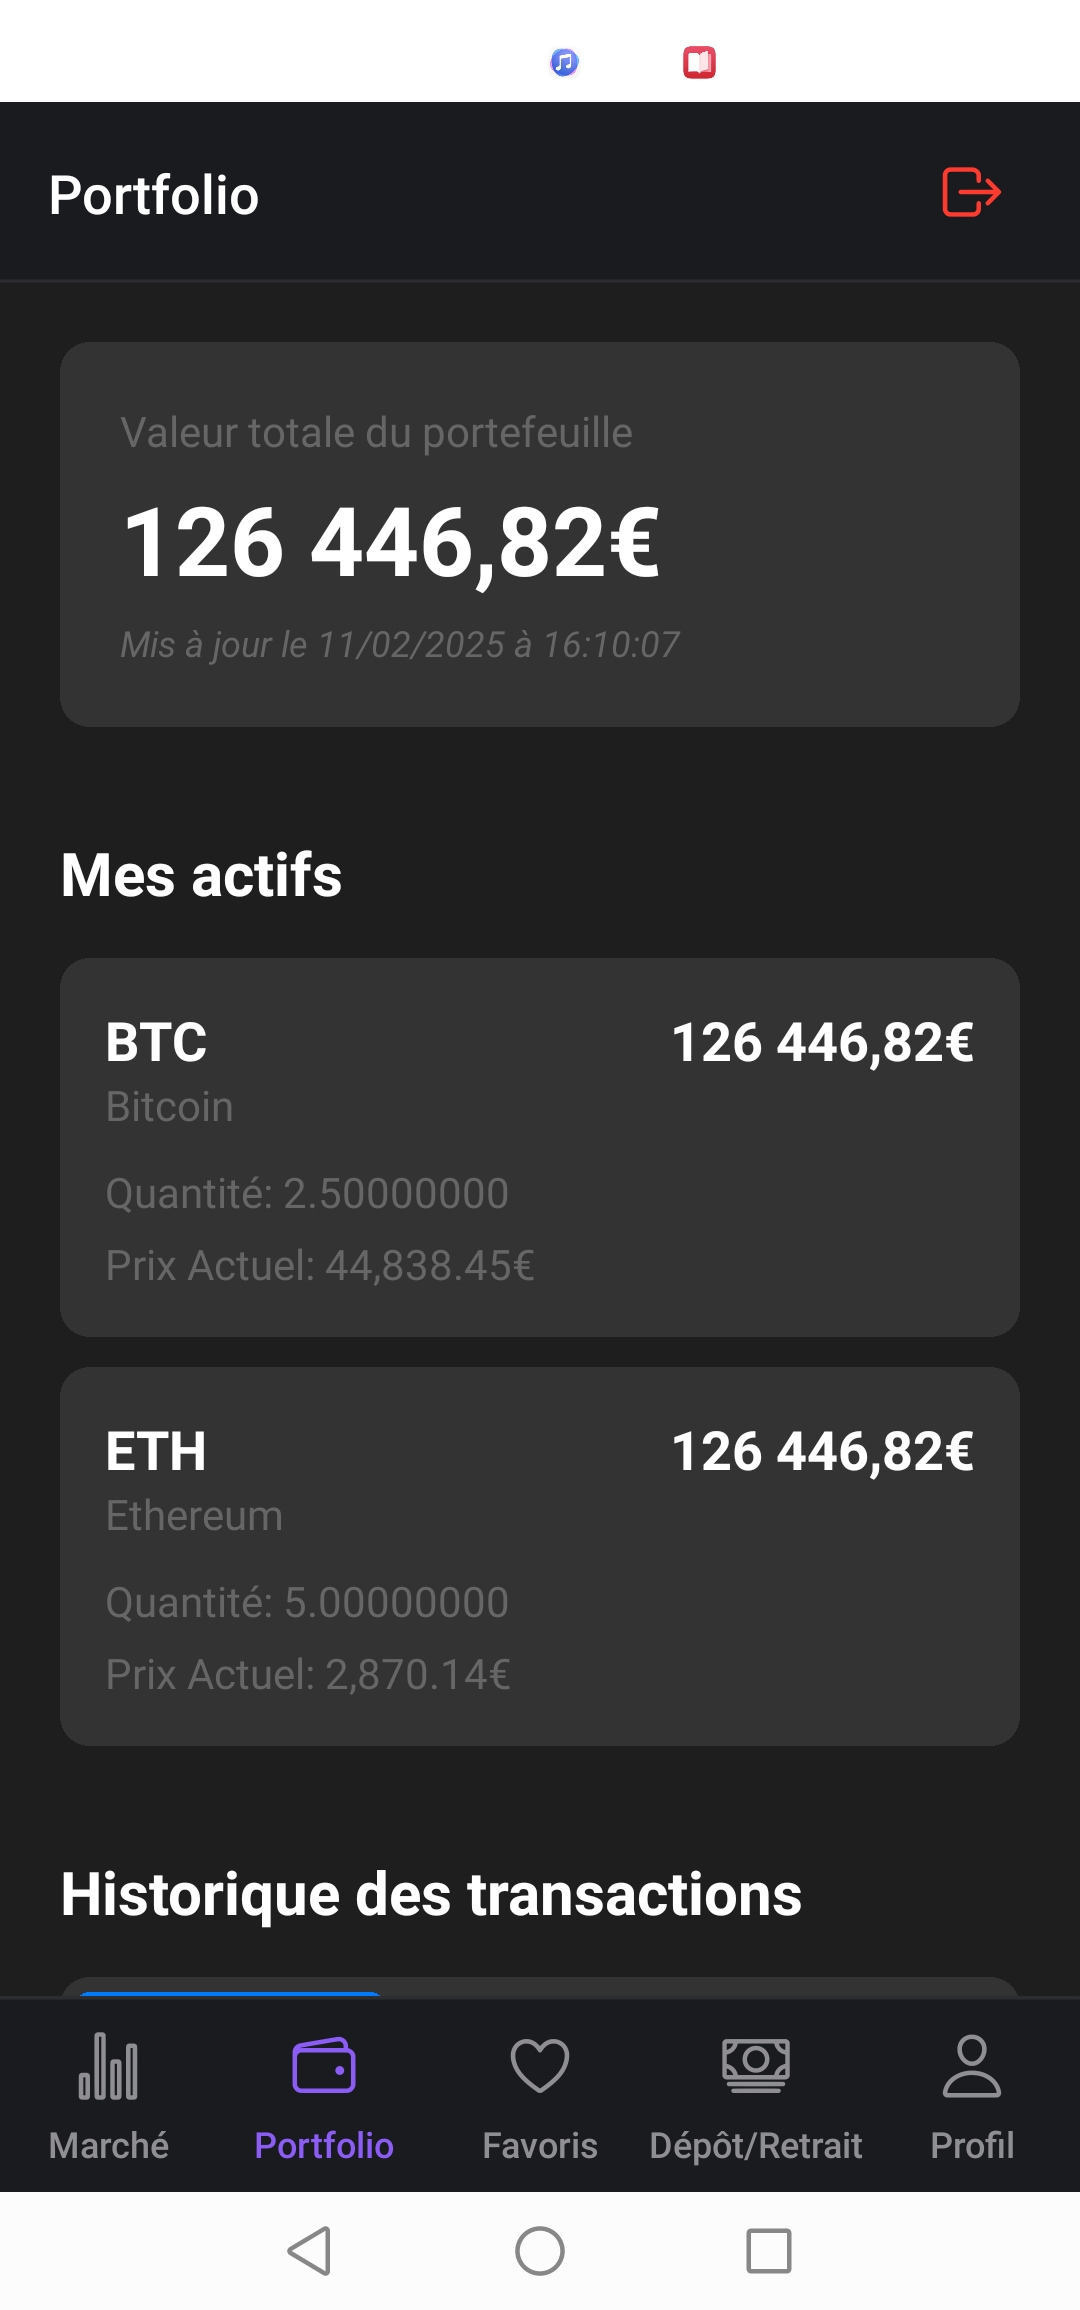 Portfolio
Valeur totale du portefeuille
126 446,82€
Mis à jour le 11/02/2025 à 16:10:07
Mes actifs
BTC
126 446,82€
Bitcoin
Quantité: 2.50000000
Prix Actuel: 44,838.45€
ETH
126 446,82€
Ethereum
Quantité: 5.00000000
Prix Actuel: 2,870.14€
Historique des transactions
Marché
Portfolio
Favoris
Dépôt/Retrait
Profil